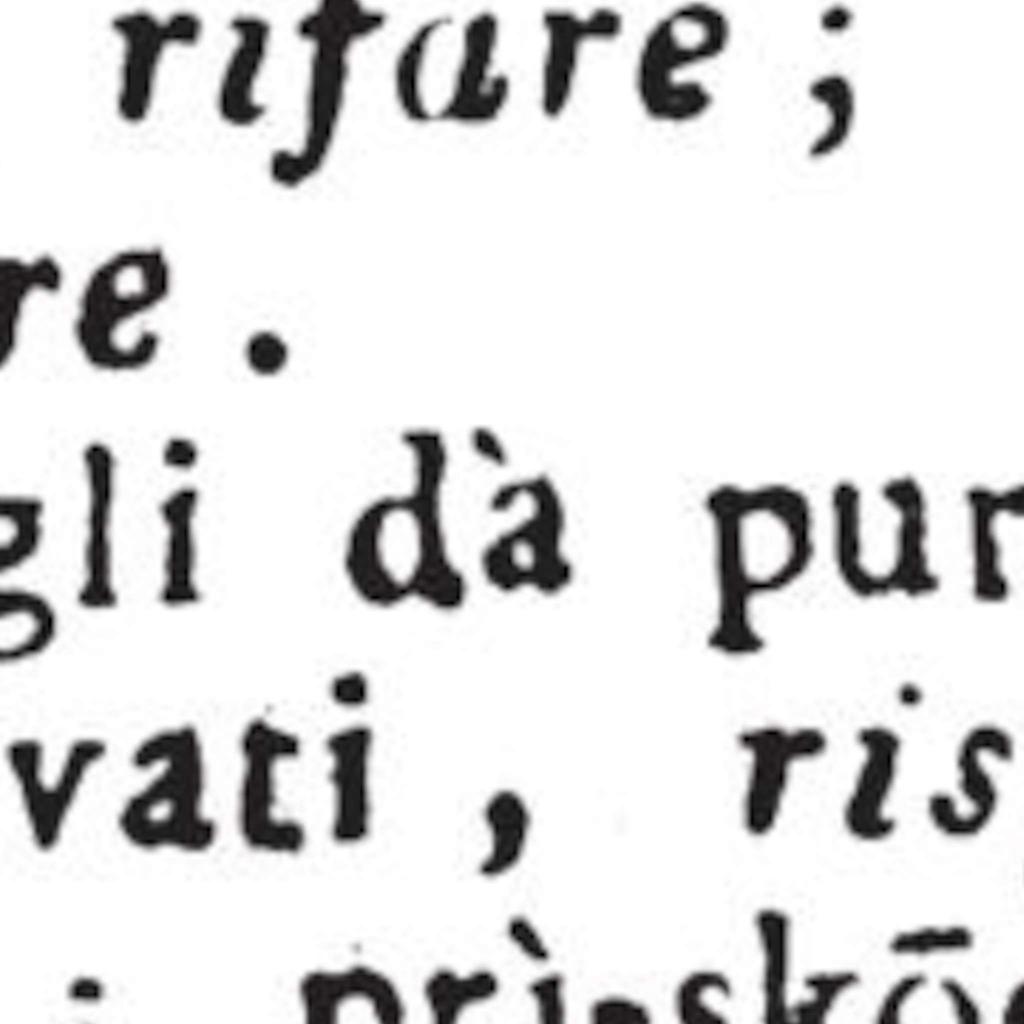 rifare ;
re .
gli dà pur
vati , ris